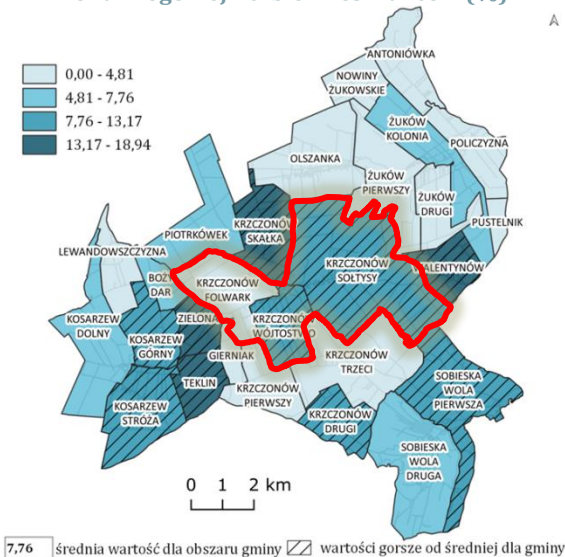 0,00 - 4,81
4,81 - 7,76
7,76 - 13,17
13,17 - 18,94
ANTONIÓWKA
NOWINY
ŻUKOWSKIE
ŻUKÓW
KOLONIA
POLICZYZNA
OLSZANKA
ŻUKÓW
PIERWSZY
ŻUKÓW
DRUGI
PUSTELNIK
KRZCZONÓW
SKAŁKA
PIOTRKÓWEK
LEWANDOWSZCZYZNA
KRZCZONÓW
SOŁTYSY
WALENTYNÓW
BOŻY
DAR
KRZCZONÓW
FOLWARK
KOSARZEW
DOLNY
ZIELONA
KRZCZONÓW
WÓJTOSTWO
KOSARZEW
GÓRNY
GIERNIAK
KRZCZONÓW
TRZECI
TEKLIN
KRZCZONÓW
PIERWSZY
SOBIESKA
WOLA
PIERWSZA
KOSARZEW
STRÓŻA
KRZCZONÓW
DRUGI
SOBIESKA
WOLA
DRUGA
0 1 2 km
7,76 średnia wartość dla obszaru gminy wartości gorsze od średniej dla gminy